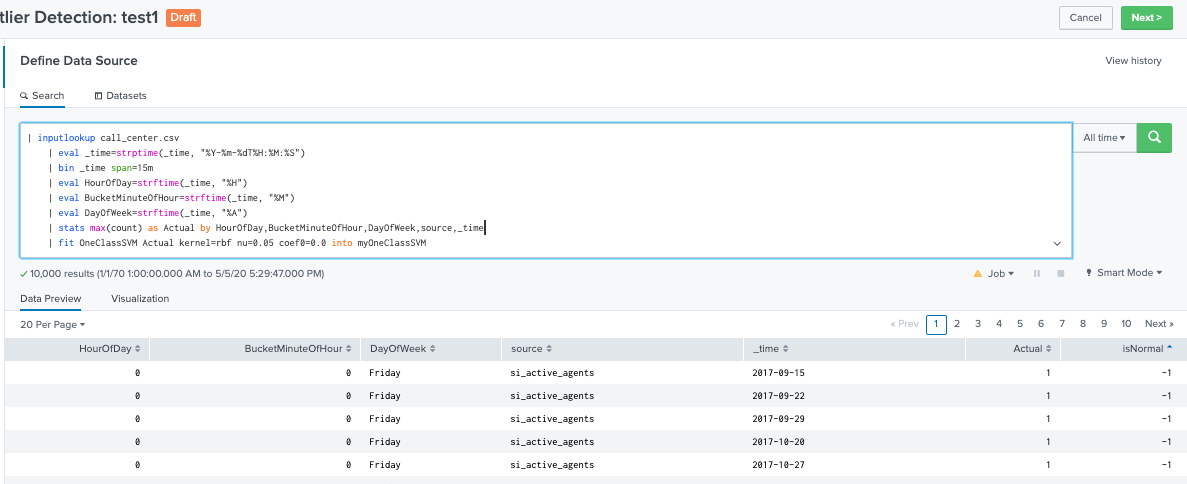 tlier Detection: test1 Draft Cancel Next >
Define Data Source View history
Search Datasets
| inputlookup call_center.csv
| eval _time=strptime(_time, "%Y-%m-%dT%H:%M:%S")
| bin _time span=15m
| eval HourOfDay=strftime(_time, "%H")
| eval BucketMinuteOfHour=strftime(_time, "%M")
| eval DayOfWeek=strftime(_time, "%A")
| stats max(count) as Actual by HourOfDay,BucketMinuteOfHour,DayOfWeek,source,_time
| fit OneClassSVM Actual kernel=rbf nu=0.05 coef0=0.0 into myOneClassSVM
All time
10,000 results (1/1/70 1:00:00.000 AM to 5/5/20 5:29:47.000 PM) Job Smart Mode
Data Preview Visualization
20 Per Page « Prev 1 2 3 4 5 6 7 8 9 10 Next »
HourOfDay BucketMinuteOfHour DayOfWeek source _time Actual isNormal
0 0 Friday si_active_agents 2017-09-15 1 -1
0 0 Friday si_active_agents 2017-09-22 1 -1
0 0 Friday si_active_agents 2017-09-29 1 -1
0 0 Friday si_active_agents 2017-10-20 1 -1
0 0 Friday si_active_agents 2017-10-27 1 -1